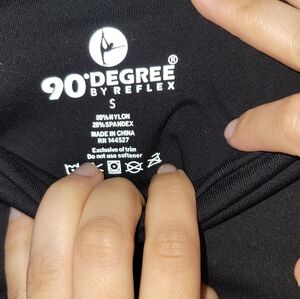 90°DEGREE®
BY REFLEX
S
80%NYLON
20%SPANDEX
MADE IN CHINA
RN 144527
Exclusive of trim
Do not use softener